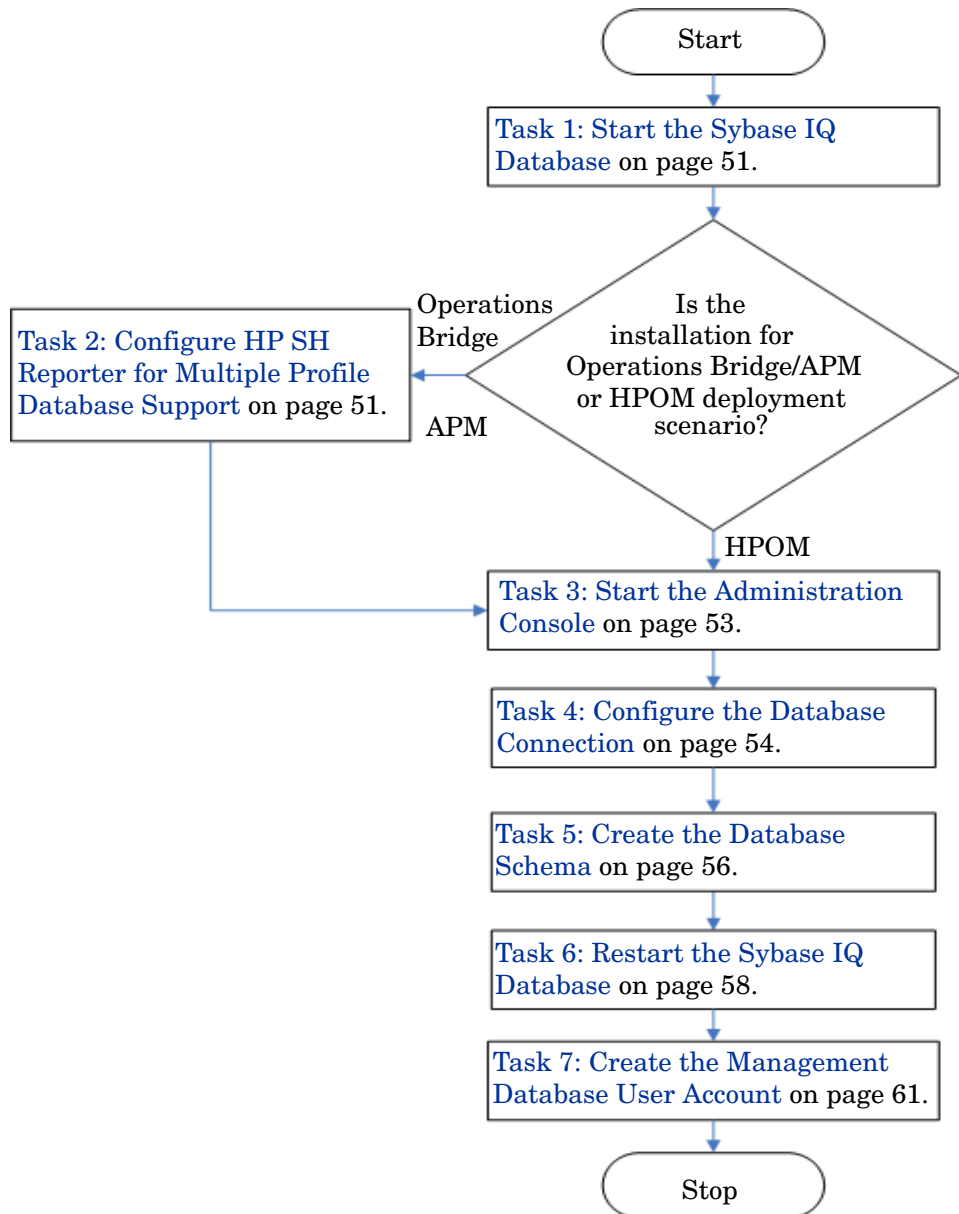 Start
Task 1: Start the Sybase IQ
Database on page 51.
Is the
installation for
Operations Bridge/APM
or HPOM deployment
scenario?
Operations
Bridge
APM
Task 2: Configure HP SH
Reporter for Multiple Profile
Database Support on page 51.
HPOM
Task 3: Start the Administration
Console on page 53.
Task 4: Configure the Database
Connection on page 54.
Task 5: Create the Database
Schema on page 56.
Task 6: Restart the Sybase IQ
Database on page 58.
Task 7: Create the Management
Database User Account on page 61.
Stop